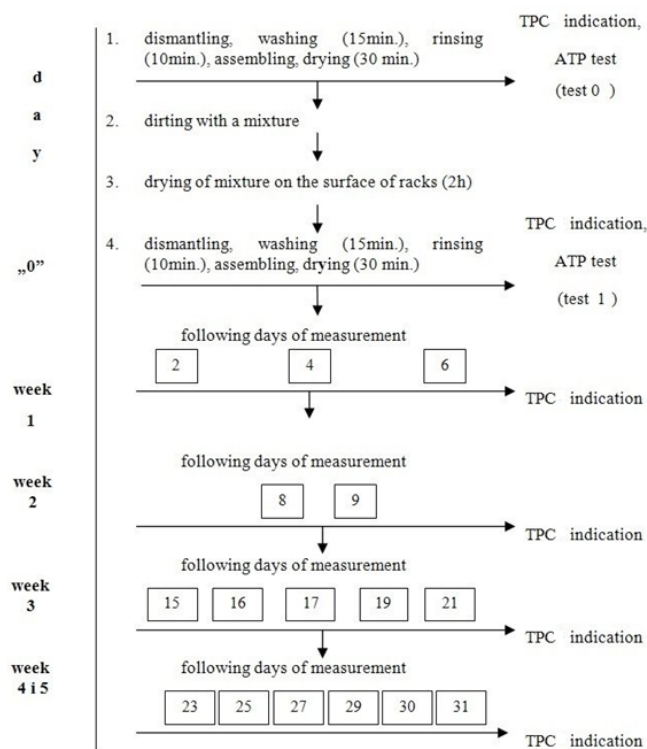 1. dismantling, washing (15min.), rinsing
(10min.), assembling, drying (30 min.)
TPC indication,
ATP test
(test 0 )
d
a
y
„0”
2. dirting with a mixture
3. drying of mixture on the surface of racks (2h)
4. dismantling, washing (15min.), rinsing
(10min.), assembling, drying (30 min.)
TPC indication,
ATP test
(test 1 )
following days of measurement
2 4 6
week
1
TPC indication
following days of measurement
week
2
8 9
TPC indication
following days of measurement
week
3
15 16 17 19 21
TPC indication
following days of measurement
week
4 i 5
23 25 27 29 30 31
TPC indication